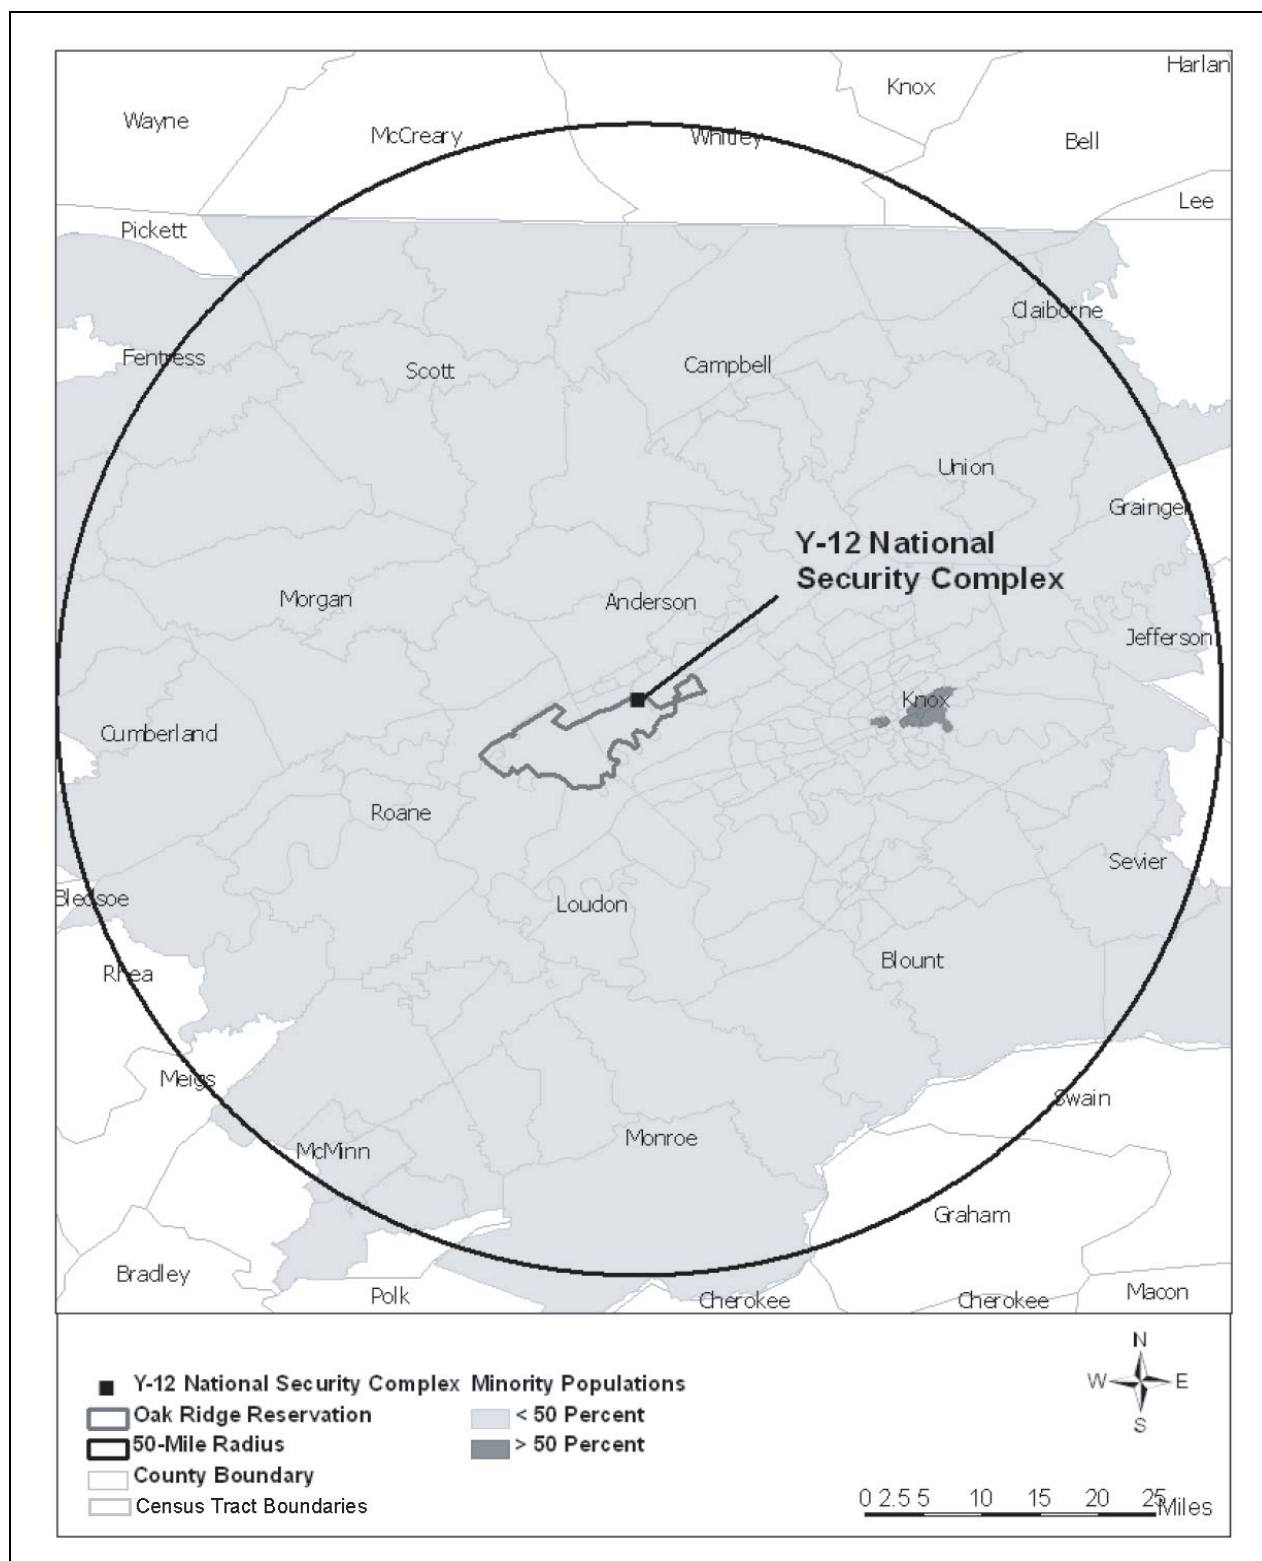 Harlan
Knox
Wayne
McCreary
Whitley
Bell
Lee
Pickett
Claiborne
Fentress
Scott
Campbell
Union
Grainger
Y-12 National
Security Complex
Morgan
Anderson
Jefferson
Knox
Cumberland
Roane
Sevier
Bledsoe
Loudon
Blount
Rhea
Meigs
Swain
McMinn
Monroe
Graham
Bradley
Polk
Cherokee
Cherokee
Macon
Y-12 National Security Complex
Oak Ridge Reservation
50-Mile Radius
County Boundary
Census Tract Boundaries
Minority Populations
< 50 Percent
> 50 Percent
N
W E
S
0 2.5 5 10 15 20 25
Miles